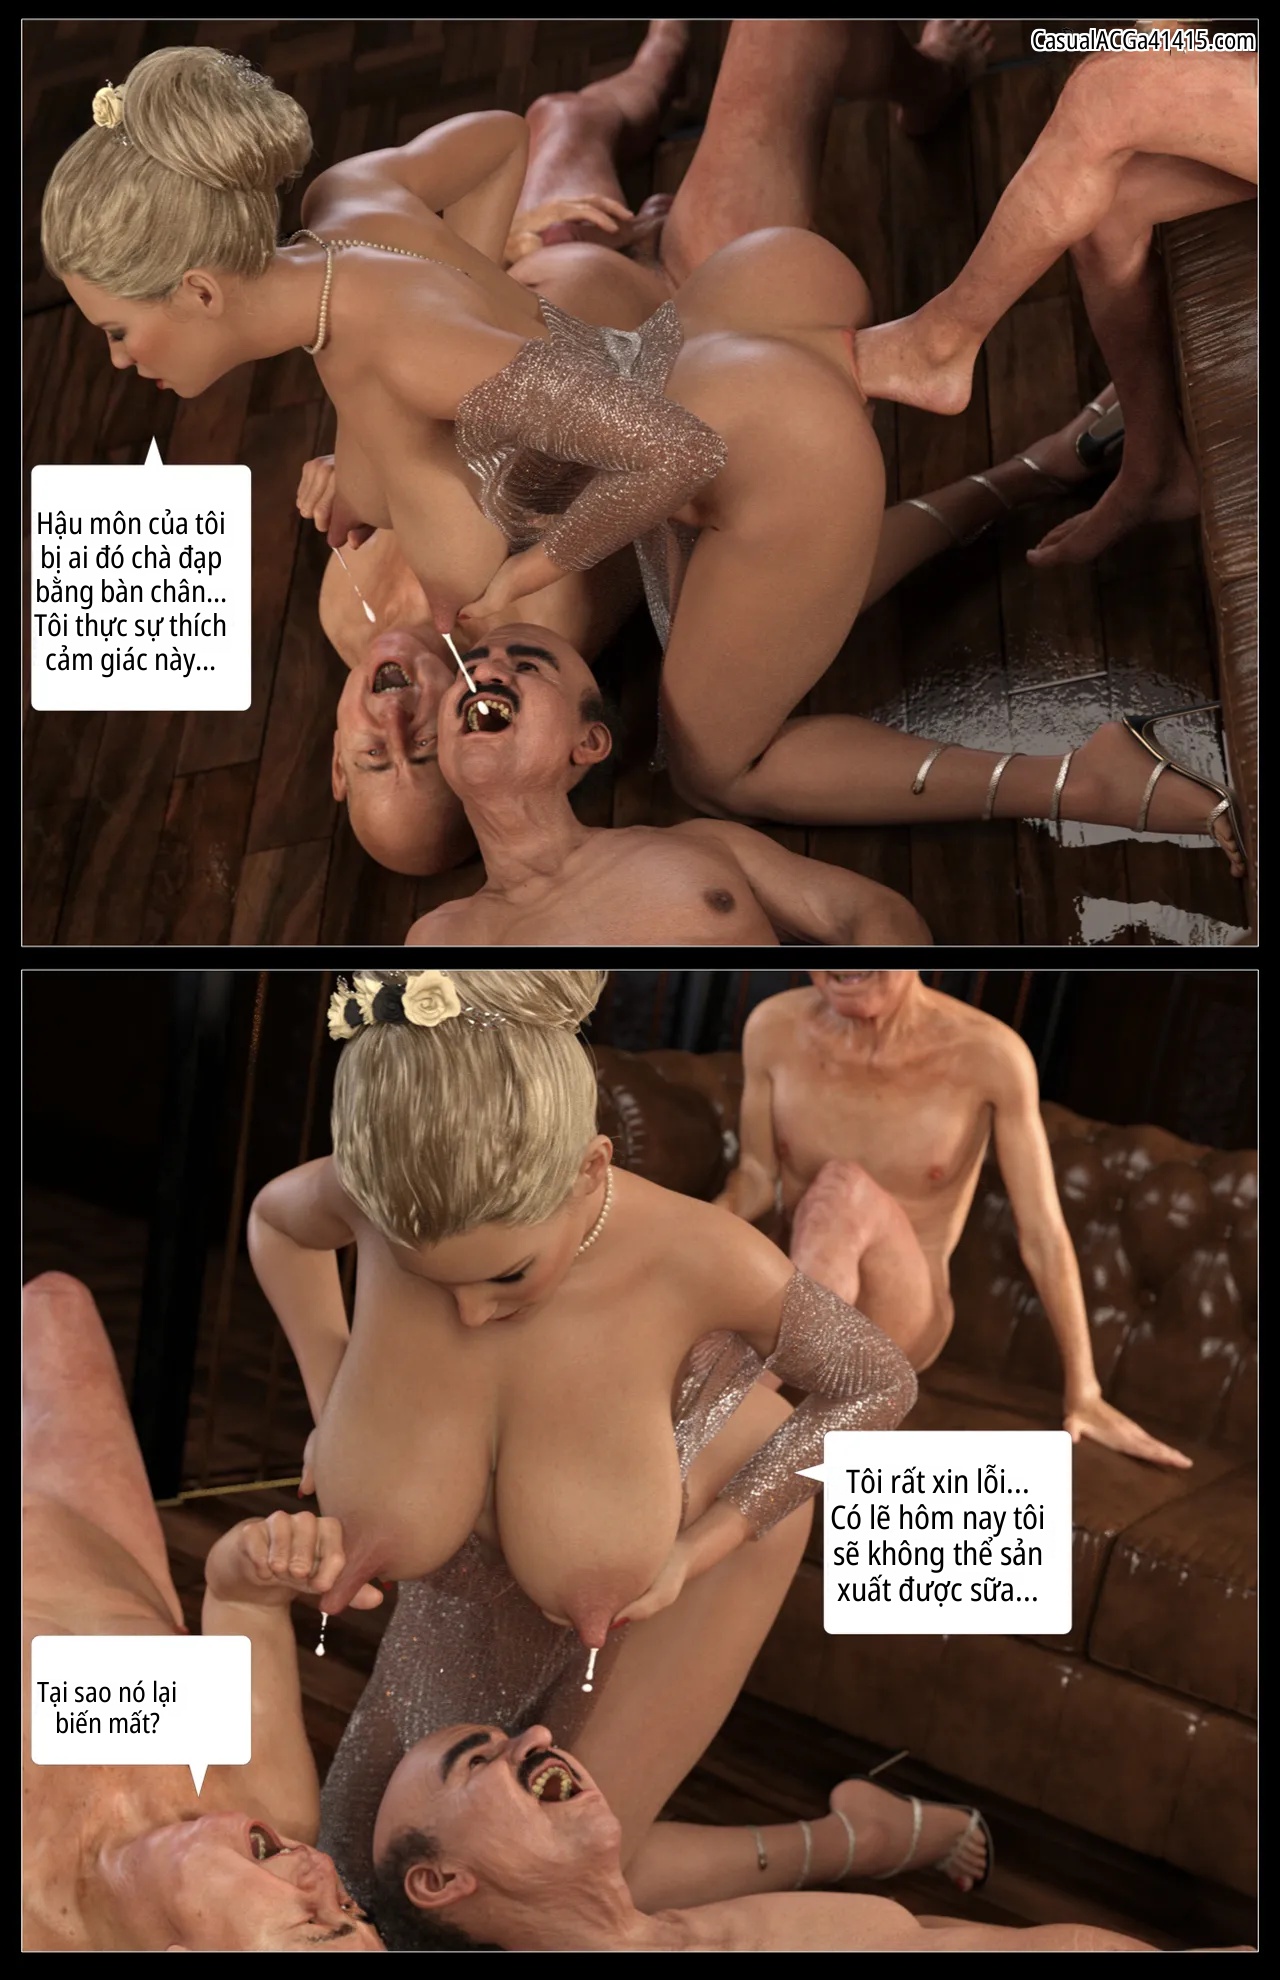 CasualACGa41415.com
Hậu môn của tôi
bị ai đó chà đạp
bằng bàn chân...
Tôi thực sự thích
cảm giác này...
Tôi rất xin lỗi...
Có lẽ hôm nay tôi
sẽ không thể sản
xuất được sữa...
Tại sao nó lại
biến mất?